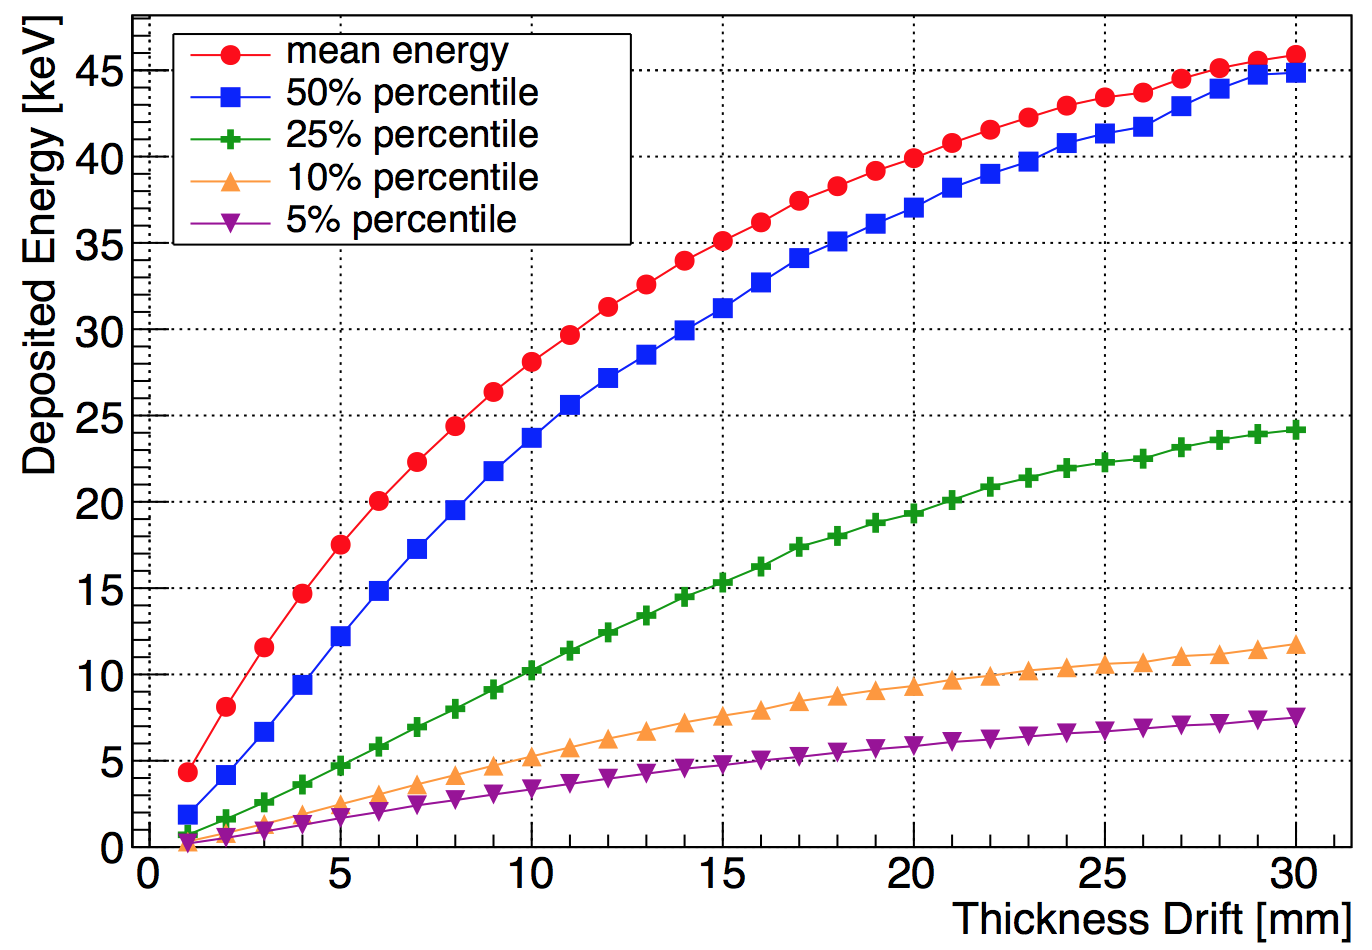 Deposited Energy [keV]
mean energy
50% percentile
25% percentile
10% percentile
5% percentile
45
40
35
30
25
20
15
10
5
0
0 5 10 15 20 25 30
Thickness Drift [mm]